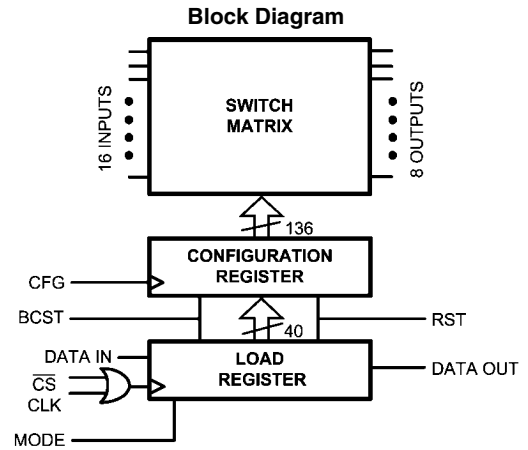 Block Diagram
16 INPUTS
SWITCH
MATRIX
8 OUTPUTS
136
CONFIGURATION
REGISTER
CFG
BCST
40
RST
DATA IN
LOAD
REGISTER
DATA OUT
CS
CLK
MODE